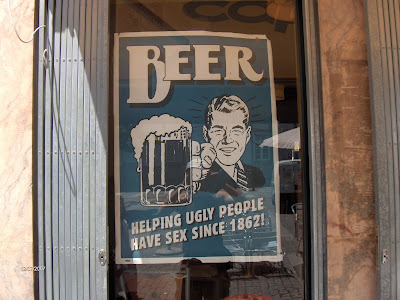 BEER
HELPING UGLY PEOPLE
HAVE SEX SINCE 1862!